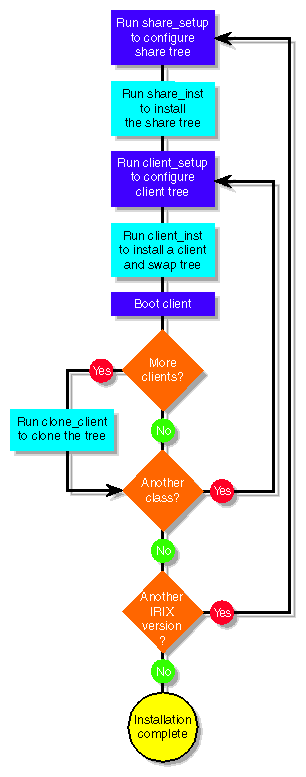 Run share_setup
to configure
share tree
Run share_inst
to install
the share tree
Run client_setup
to configure
client tree
Run client_inst
to install a client
and swap tree
Boot client
More
clients?
Yes
Run clone_client
to clone the tree
No
Another
class?
Yes
No
Another
IRIX
version
?
Yes
No
Installation
complete